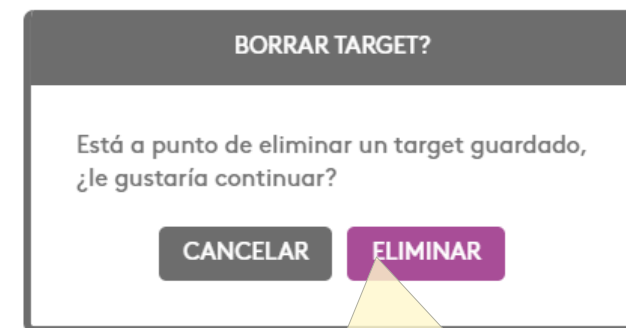 BORRAR TARGET?
Está a punto de eliminar un target guardado,
¿le gustaría continuar?
CANCELAR
ELIMINAR